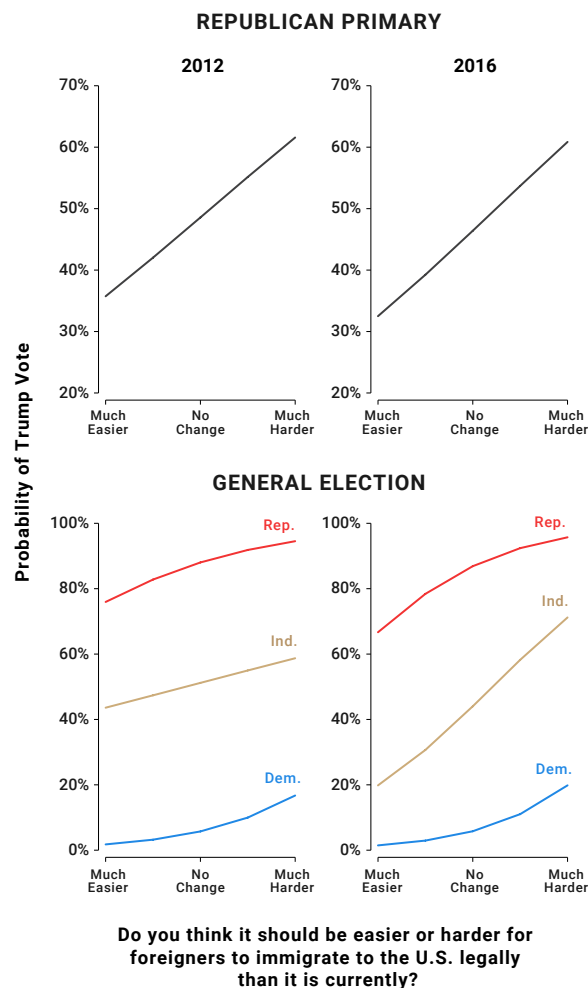 REPUBLICAN PRIMARY
2012
2016
70%
60%
50%
40%
30%
20%
70%
60%
50%
40%
30%
20%
Much
Easier
No
Change
Much
Harder
Much
Easier
No
Change
Much
Harder
Probability of Trump Vote
GENERAL ELECTION
100%
80%
60%
40%
20%
0%
Rep.
Ind.
Dem.
100%
80%
60%
40%
20%
0%
Rep.
Ind.
Dem.
Much
Easier
No
Change
Much
Harder
Much
Easier
No
Change
Much
Harder
Do you think it should be easier or harder for
foreigners to immigrate to the U.S. legally
than it is currently?